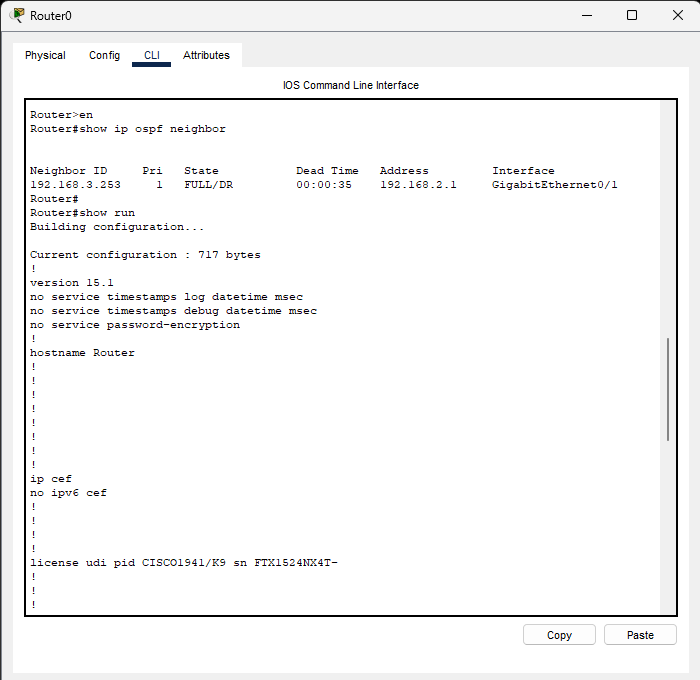 Router0
Physical Config CLI Attributes
IOS Command Line Interface
Router>en
Router#show ip ospf neighbor
Neighbor ID Pri State Dead Time Address Interface
192.168.3.253 1 FULL/DR 00:00:35 192.168.2.1 GigabitEthernet0/1
Router#
Router#show run
Building configuration...
Current configuration : 717 bytes
!
version 15.1
no service timestamps log datetime msec
no service timestamps debug datetime msec
no service password-encryption
!
hostname Router
!
!
!
!
!
!
!
!
ip cef
no ipv6 cef
!
!
!
!
license udi pid CISCO1941/K9 sn FTX1524NX4T-
!
!
!
Copy Paste